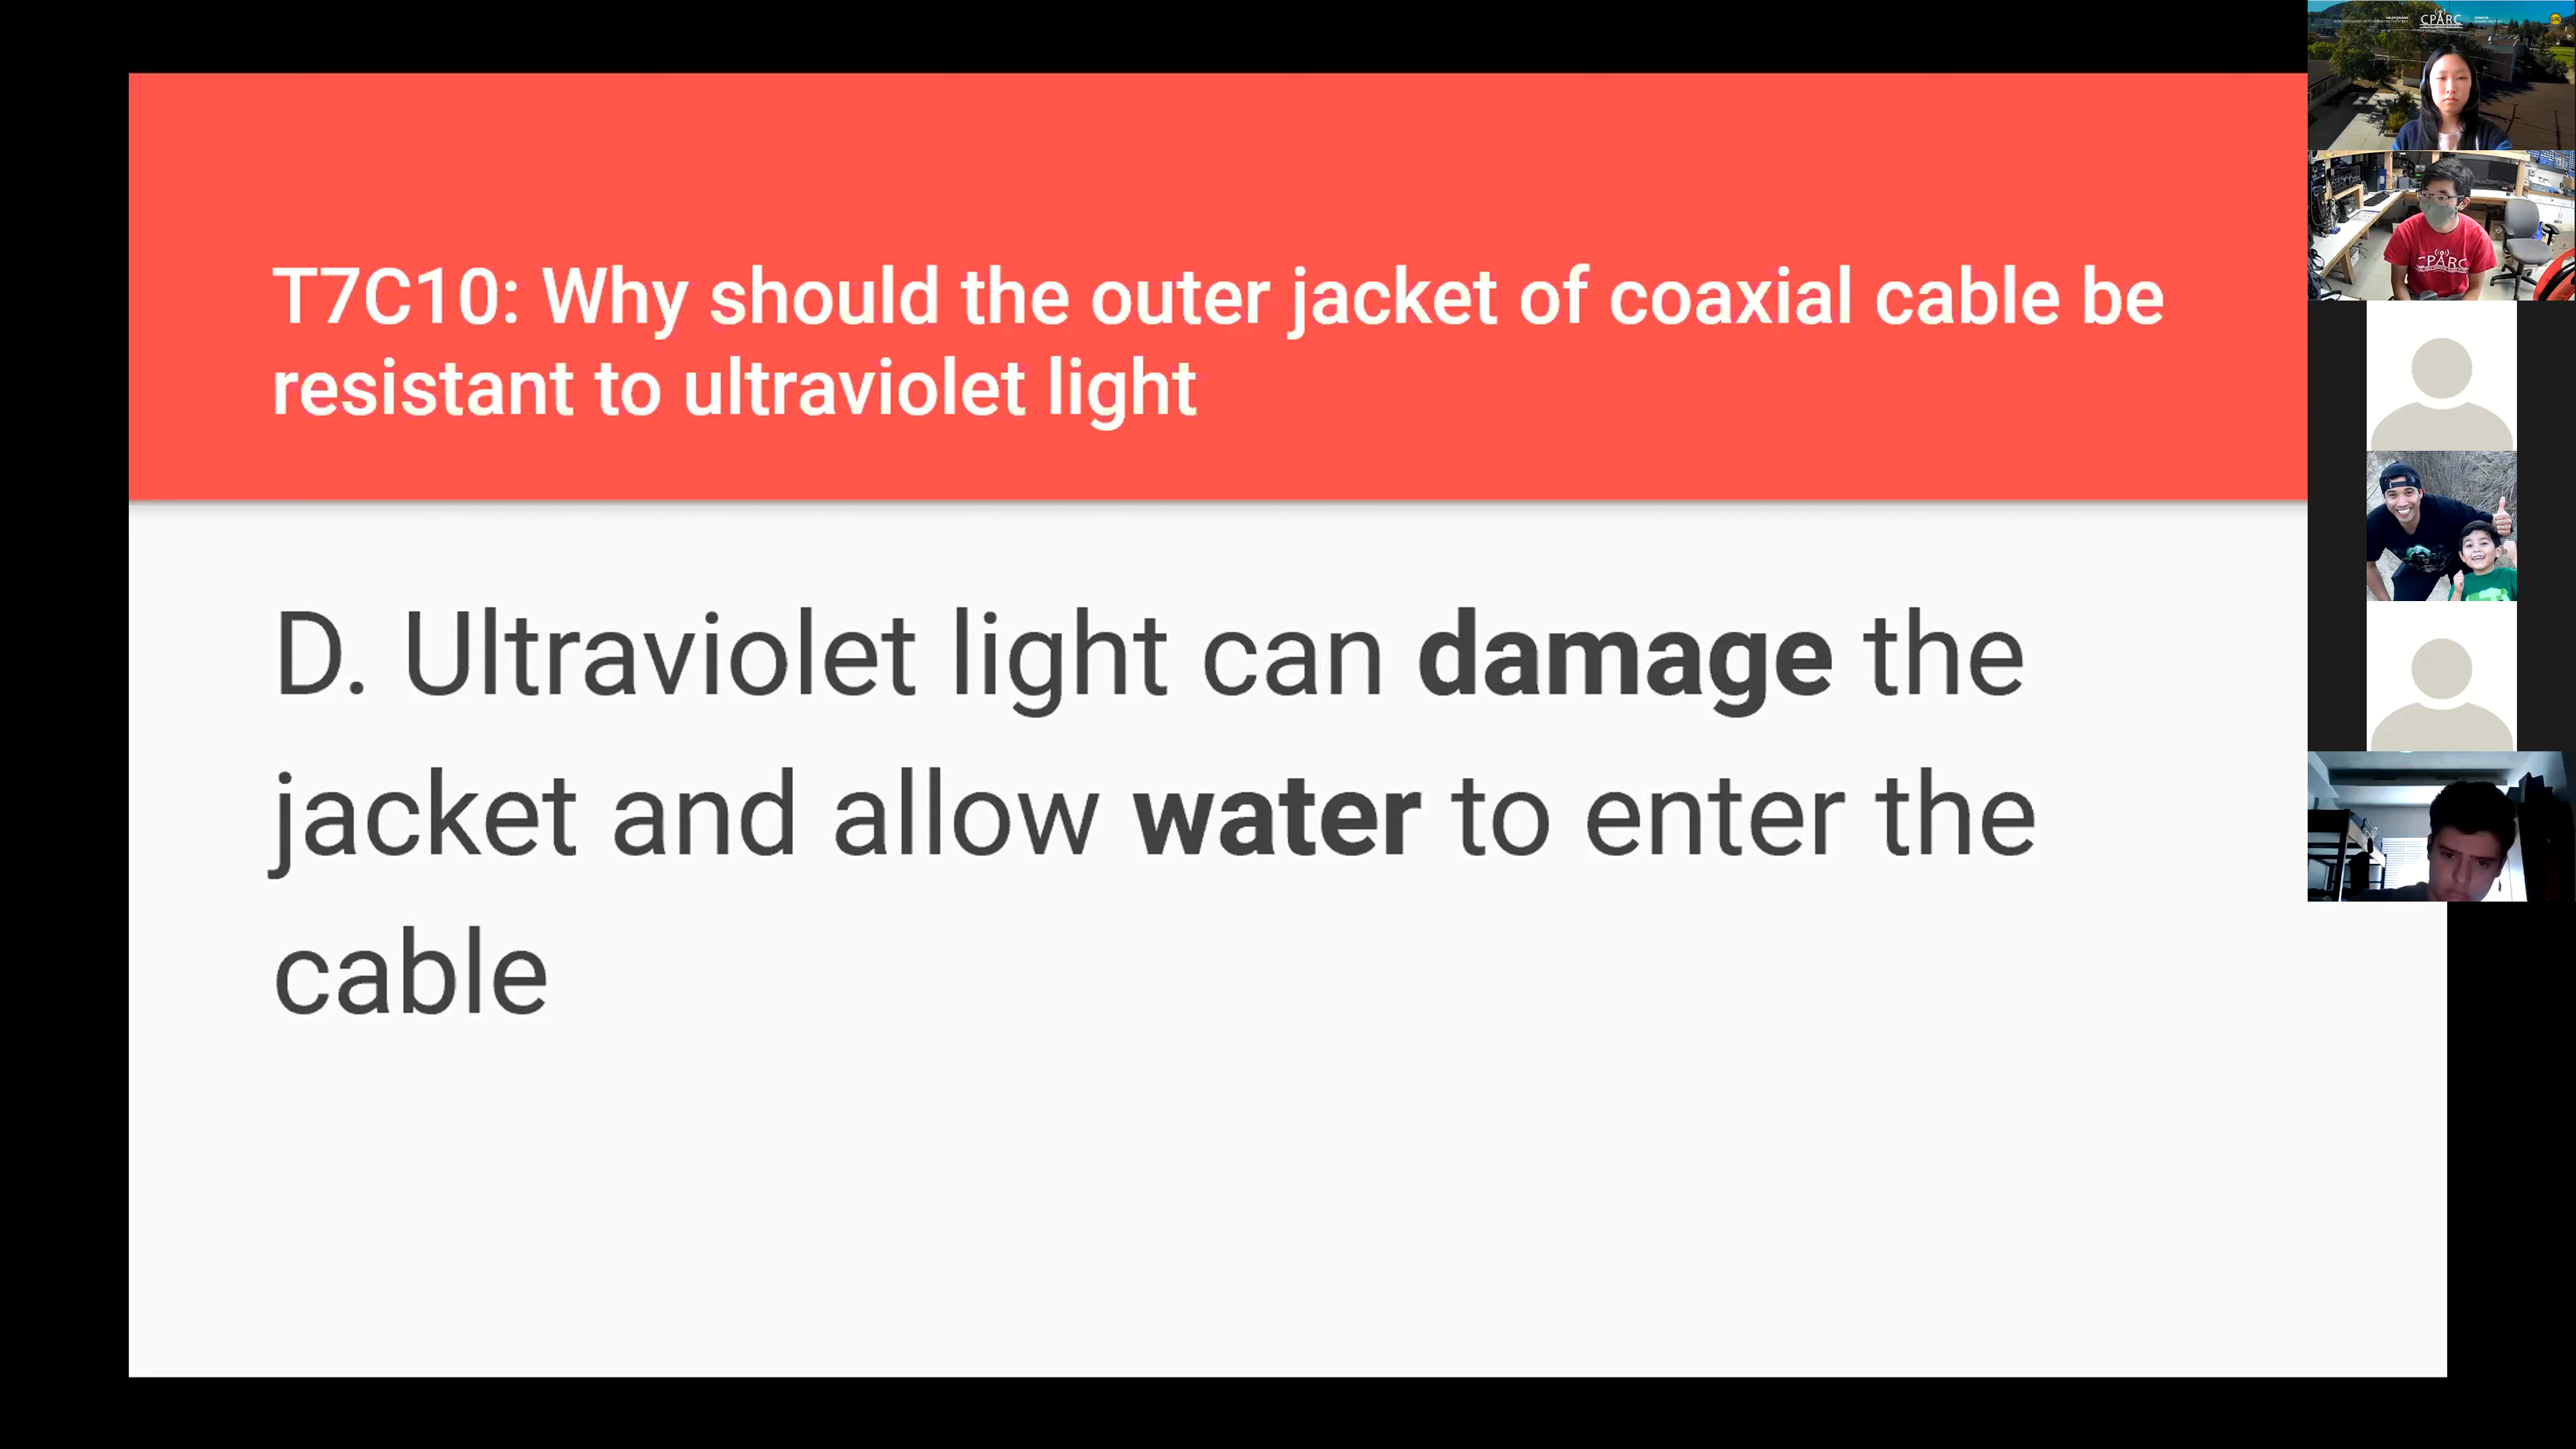 T7C10: Why should the outer jacket of coaxial cable be
resistant to ultraviolet light
D. Ultraviolet light can damage the
jacket and allow water to enter the
cable
CPARC
CPARC